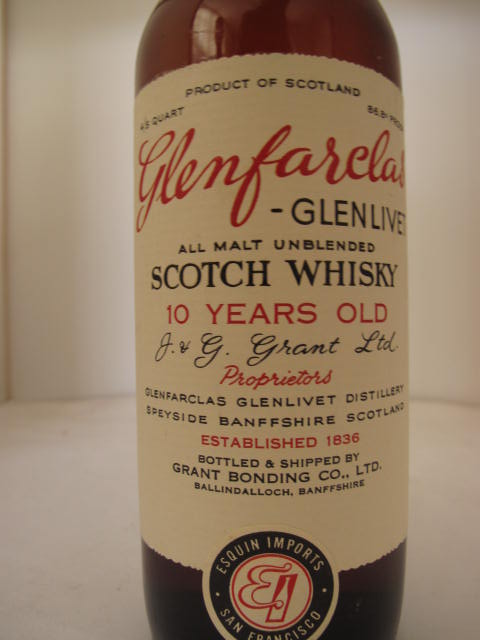 PRODUCT OF SCOTLAND
4/5 QUART 86.8° PROOF
Glenfarclas
- GLENLIVET
ALL MALT UNBLENDED
SCOTCH WHISKY
10 YEARS OLD
J. & G. Grant Ltd.
Proprietors
GLENFARCLAS GLENLIVET DISTILLERY
SPEYSIDE BANFFSHIRE SCOTLAND
ESTABLISHED 1836
BOTTLED & SHIPPED BY
GRANT BONDING CO., LTD.
BALLINDALLOCH, BANFFSHIRE
ESQUIN IMPORTS
EI
SAN FRANCISCO